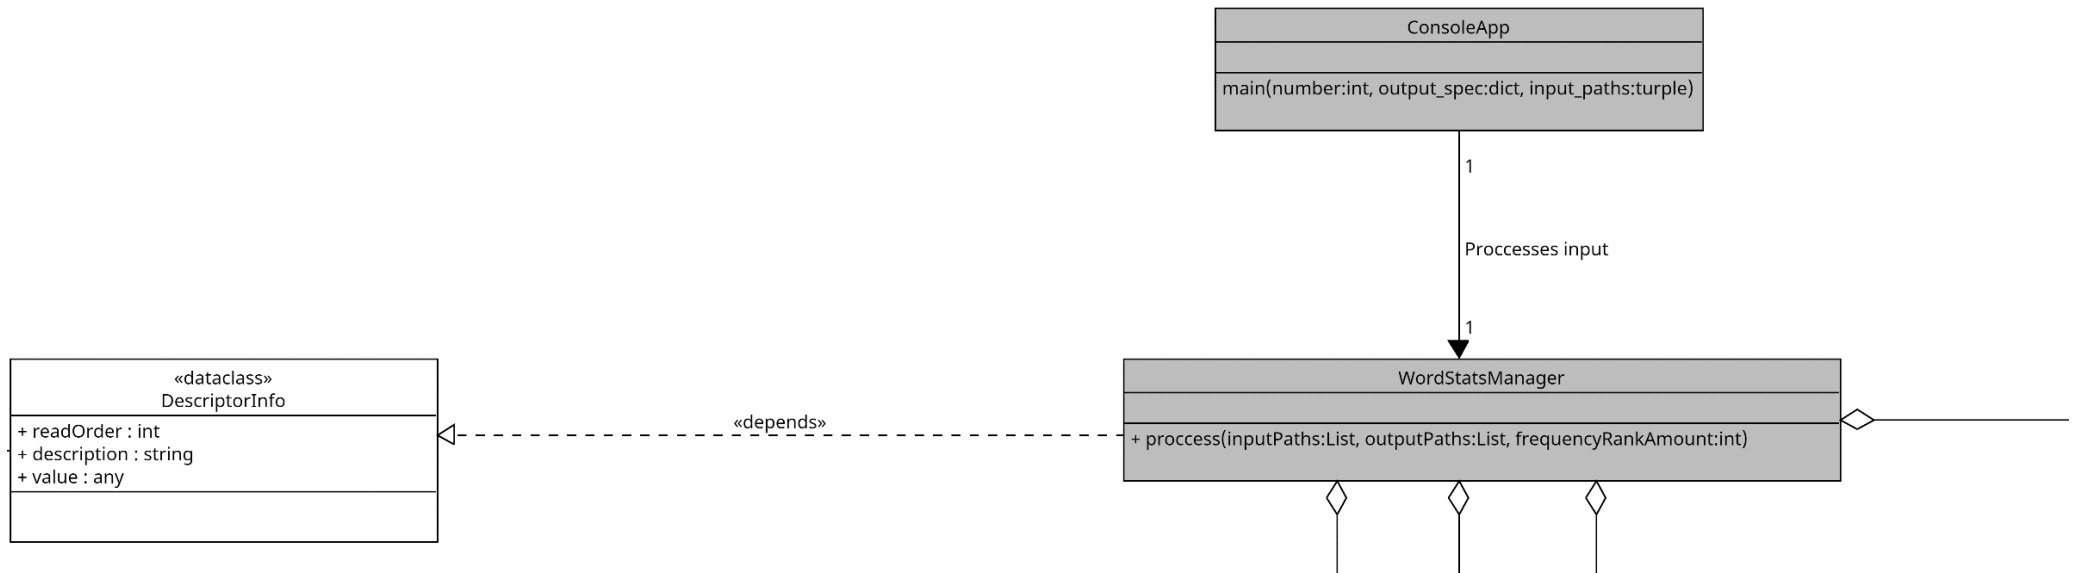 ConsoleApp
main(number:int, output_spec:dict, input_paths:turple)
1
Proccesses input
1
«dataclass»
DescriptorInfo
+ readOrder : int
+ description : string
+ value : any
«depends»
WordStatsManager
+ proccess(inputPaths:List, outputPaths:List, frequencyRankAmount:int)